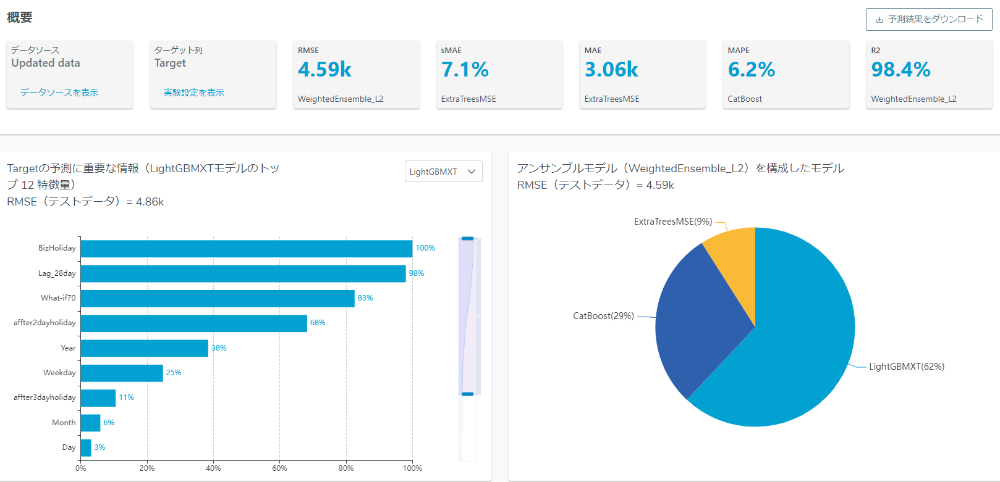 概要
予測結果をダウンロード
データソース
Updated data
データソースを表示
ターゲット列
Target
実験設定を表示
RMSE
4.59k
WeightedEnsemble_L2
sMAE
7.1%
ExtraTreesMSE
MAE
3.06k
ExtraTreesMSE
MAPE
6.2%
CatBoost
R2
98.4%
WeightedEnsemble_L2
Targetの予測に重要な情報（LightGBMXTモデルのトッ
プ 12 特徴量）
RMSE（テストデータ）= 4.86k
LightGBMXT
BizHoliday 100%
Lag_28day 98%
What-if70 83%
affter2dayholiday 68%
Year 38%
Weekday 25%
affter3dayholiday 11%
Month 6%
Day 3%
0% 20% 40% 60% 80% 100%
アンサンブルモデル（WeightedEnsemble_L2）を構成したモデル
RMSE（テストデータ）= 4.59k
ExtraTreesMSE(9%)
CatBoost(29%)
LightGBMXT(62%)